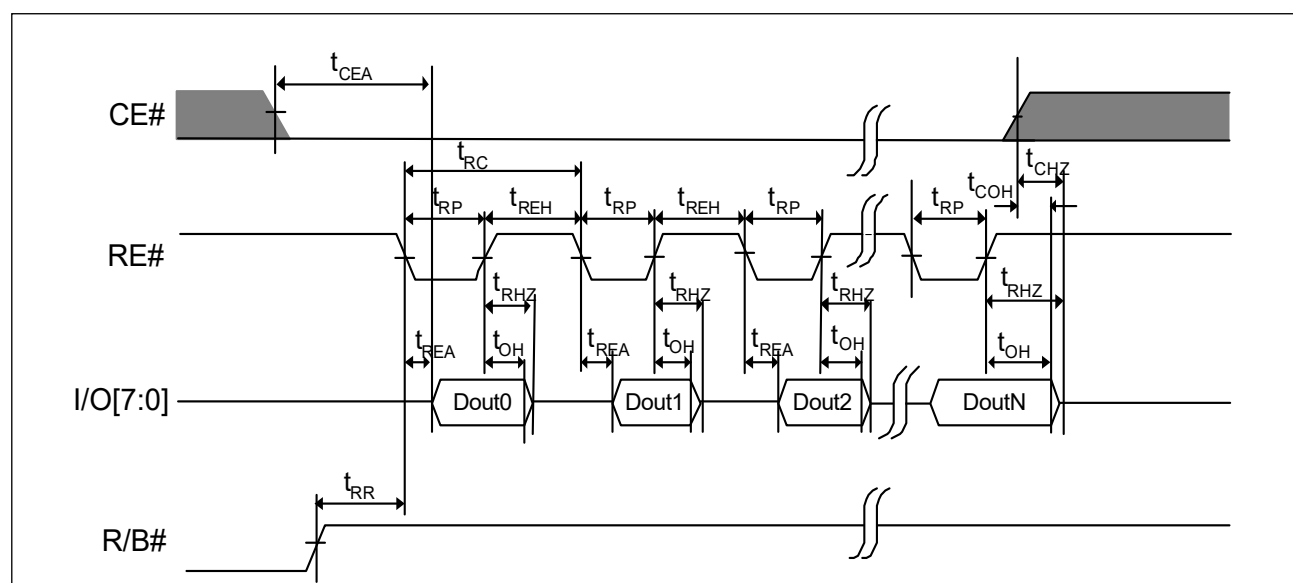 tCEA
CE#
tRC
tCHZ
tCOH
tRP tREH tRP tREH tRP tRP
RE#
tRHZ tRHZ tRHZ tRHZ
tREA tOH tREA tOH tREA tOH tOH
I/O[7:0] Dout0 Dout1 Dout2 DoutN
tRR
R/B#